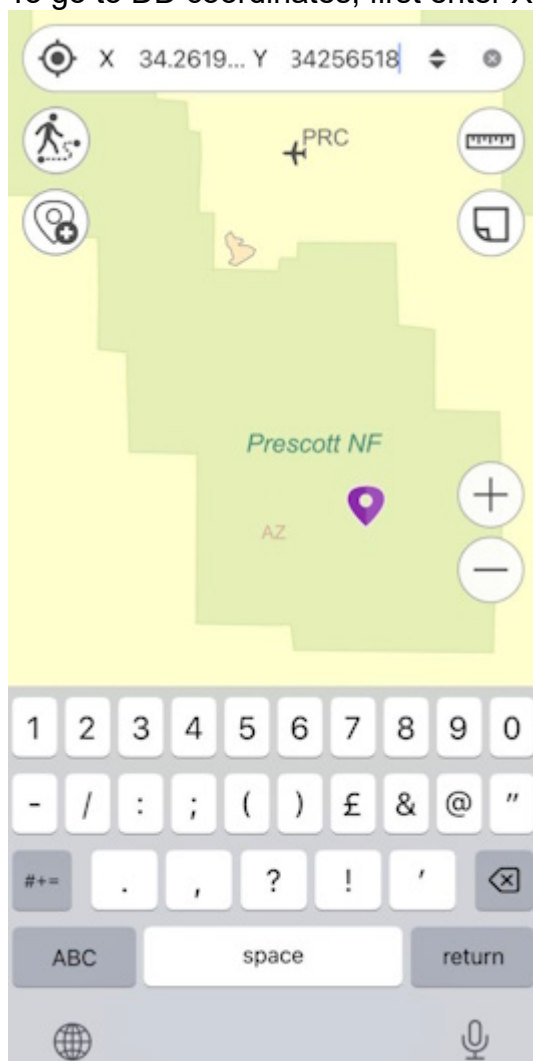 To go to DD coordinates, first enter X
X 34.2619... Y 34256518
PRC
Prescott NF
AZ
1 2 3 4 5 6 7 8 9 0
- / : ; ( ) £ & @ "
#+= . , ? ! '
ABC space return